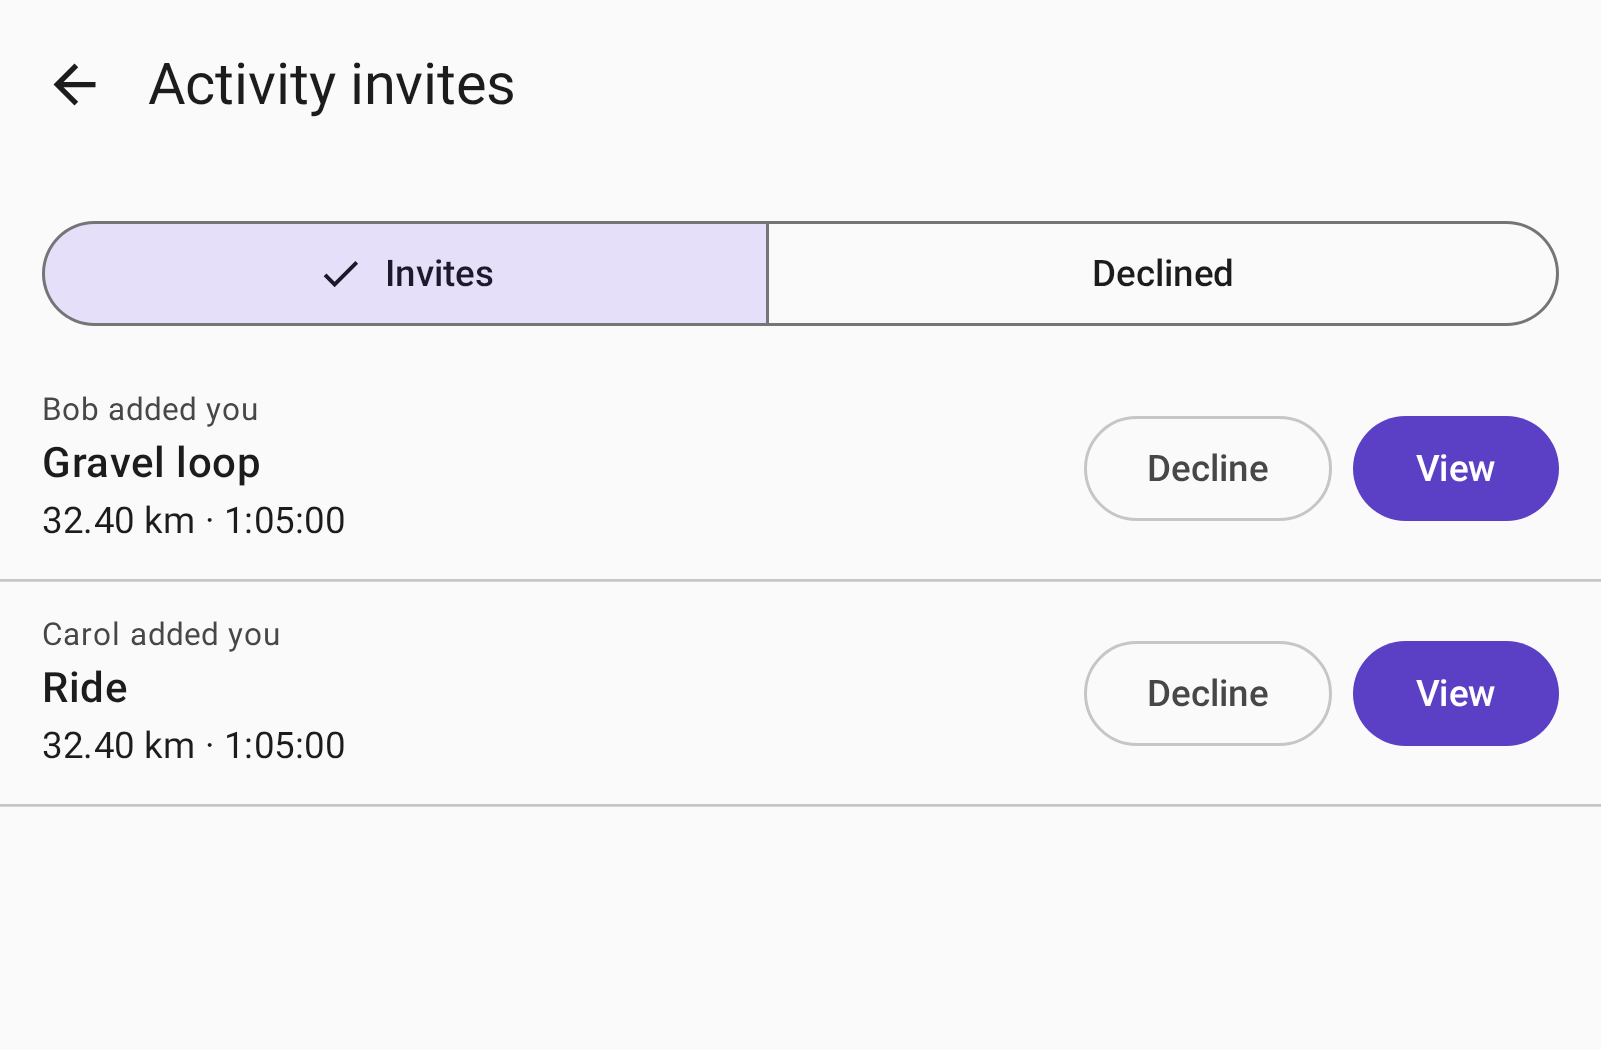 Activity invites
Invites
Declined
Bob added you
Gravel loop
32.40 km · 1:05:00
Decline
View
Carol added you
Ride
32.40 km · 1:05:00
Decline
View